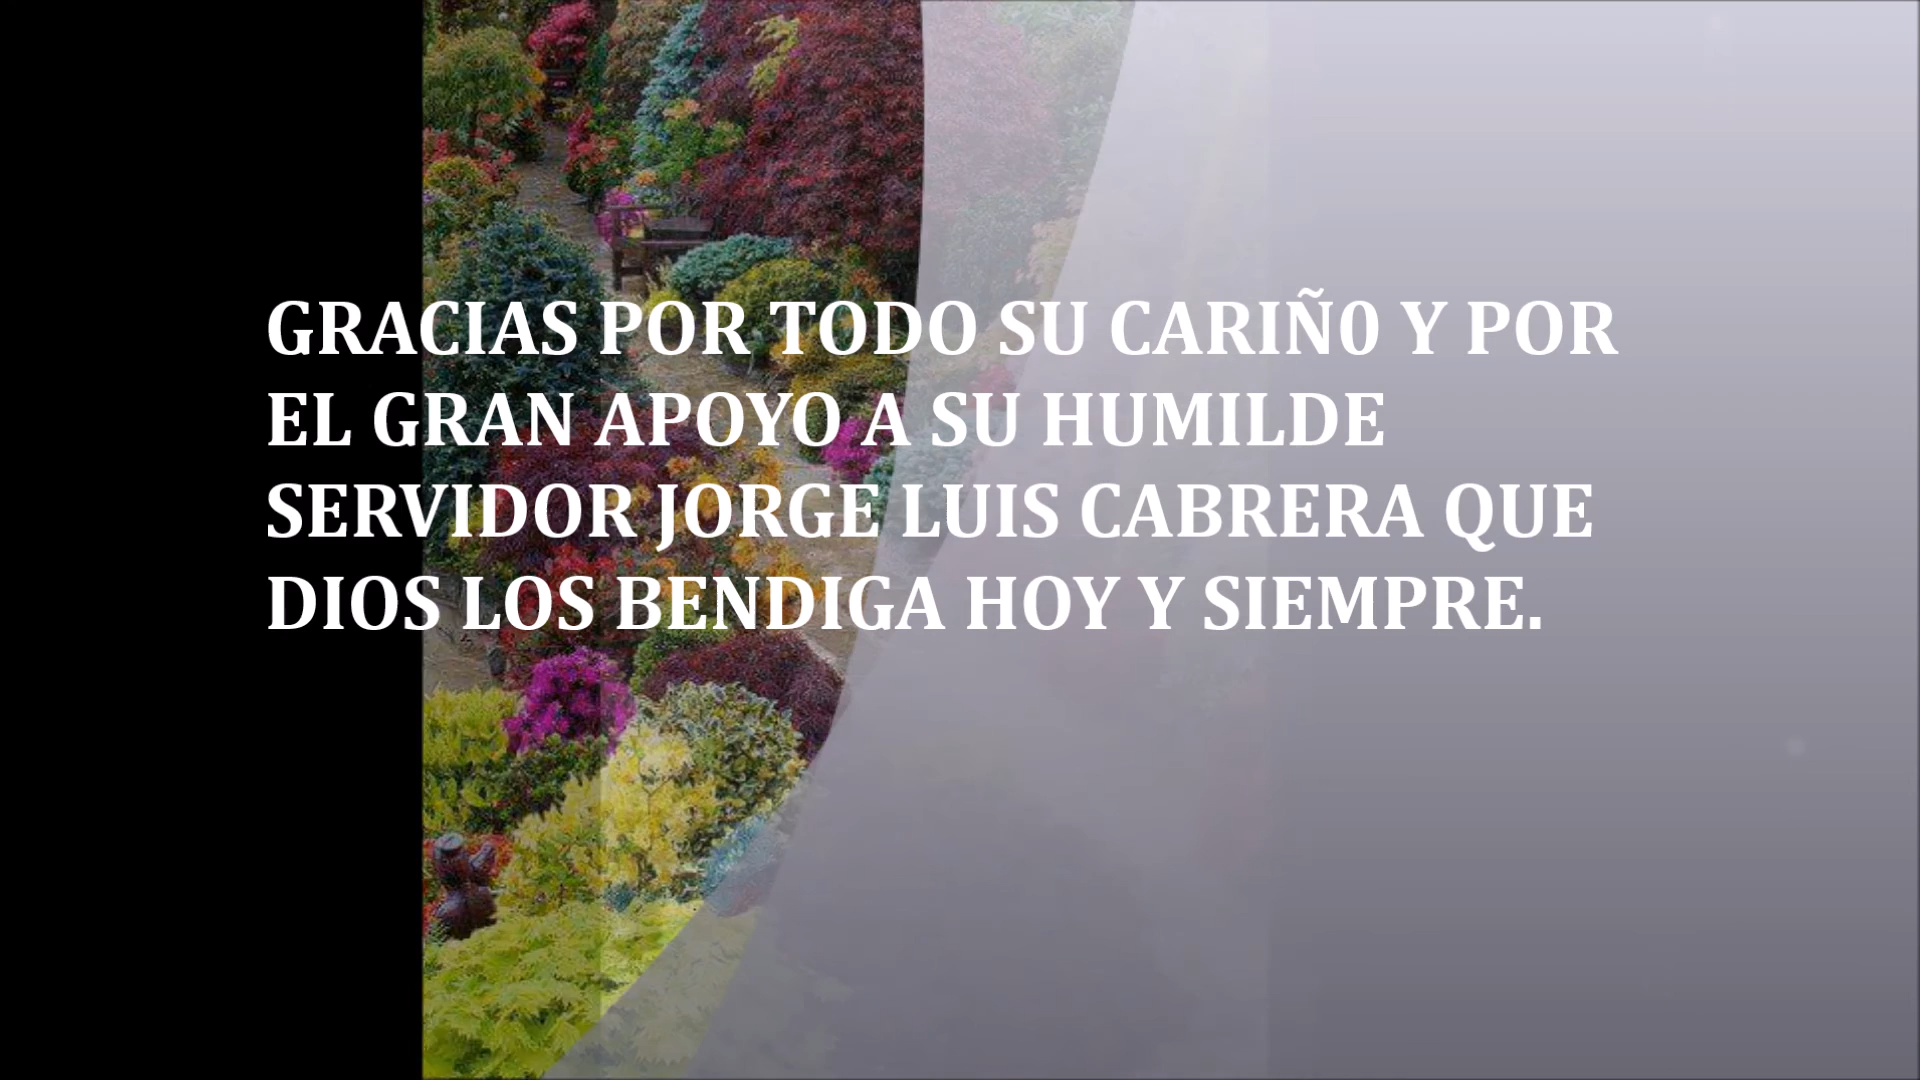 GRACIAS POR TODO SU CARIÑ0 Y POR
EL GRAN APOYO A SU HUMILDE
SERVIDOR JORGE LUIS CABRERA QUE
DIOS LOS BENDIGA HOY Y SIEMPRE.